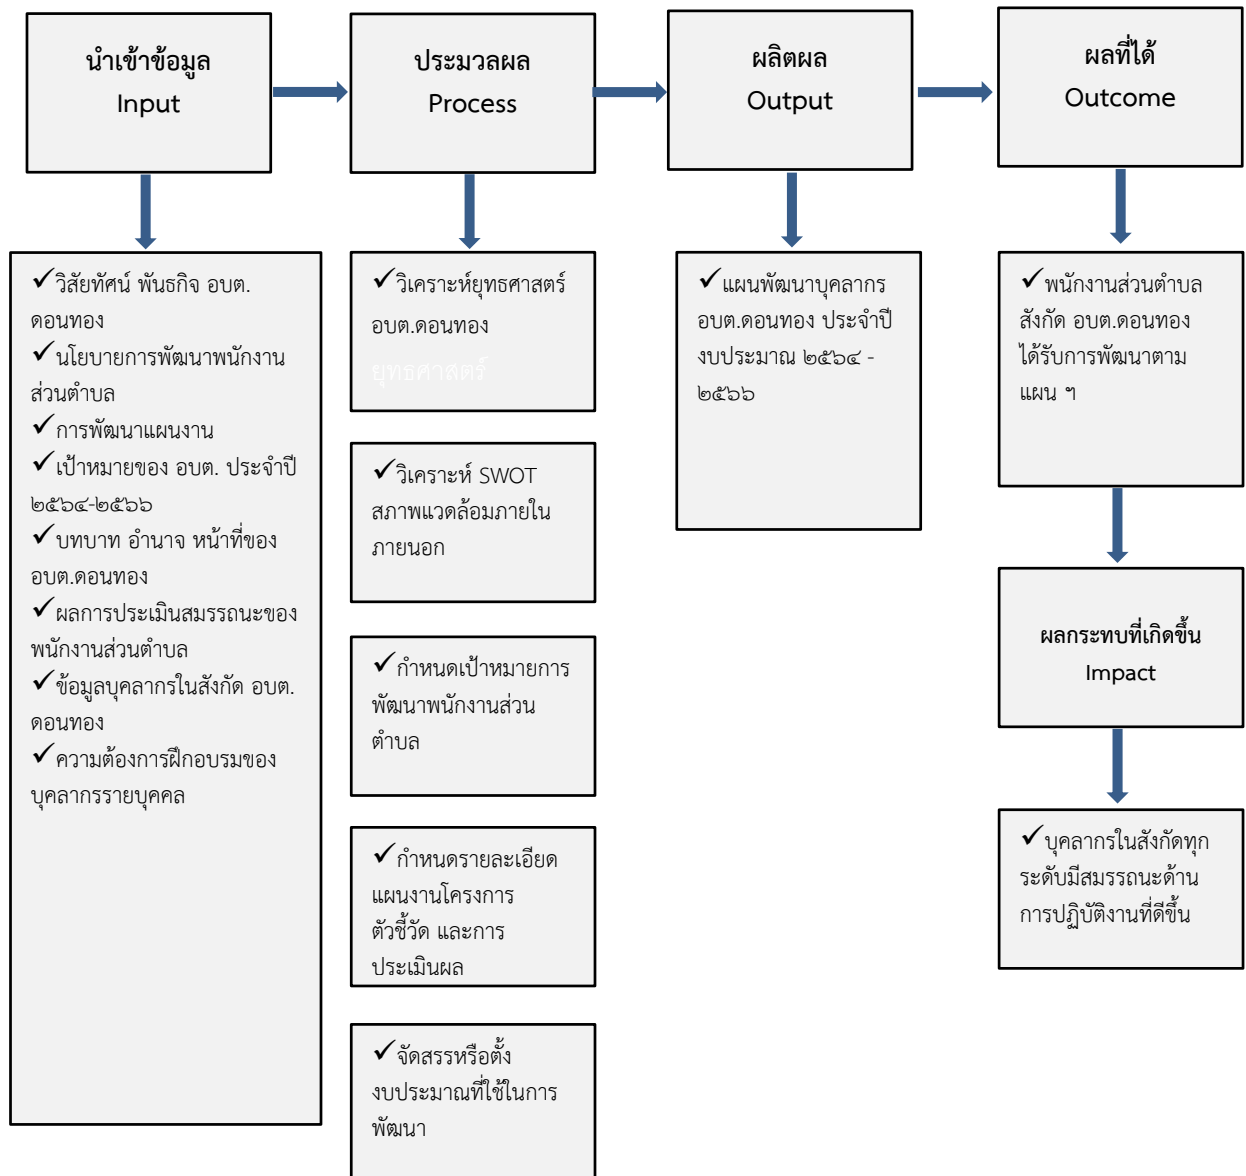 นำเข้าข้อมูล
Input
ประมวลผล
Process
ผลิตผล
Output
ผลที่ได้
Outcome
✓วิสัยทัศน์ พันธกิจ อบต.
ดอนทอง
✓นโยบายการพัฒนาพนักงาน
ส่วนตำบล
✓การพัฒนาแผนงาน
✓เป้าหมายของ อบต. ประจำปี
๒๕๖๔-๒๕๖๖
✓บทบาท อำนาจ หน้าที่ของ
อบต.ดอนทอง
✓ผลการประเมินสมรรถนะของ
พนักงานส่วนตำบล
✓ข้อมูลบุคลากรในสังกัด อบต.
ดอนทอง
✓ความต้องการฝึกอบรมของ
บุคลากรรายบุคคล
✓วิเคราะห์ยุทธศาสตร์
อบต.ดอนทอง
ยุทธศาสตร์
✓วิเคราะห์ SWOT
สภาพแวดล้อมภายใน
ภายนอก
✓กำหนดเป้าหมายการ
พัฒนาพนักงานส่วน
ตำบล
✓กำหนดรายละเอียด
แผนงานโครงการ
ตัวชี้วัด และการ
ประเมินผล
✓จัดสรรหรือตั้ง
งบประมาณที่ใช้ในการ
พัฒนา
✓แผนพัฒนาบุคลากร
อบต.ดอนทอง ประจำปี
งบประมาณ ๒๕๖๔ -
๒๕๖๖
✓พนักงานส่วนตำบล
สังกัด อบต.ดอนทอง
ได้รับการพัฒนาตาม
แผน ฯ
ผลกระทบที่เกิดขึ้น
Impact
✓บุคลากรในสังกัดทุก
ระดับมีสมรรถนะด้าน
การปฏิบัติงานที่ดีขึ้น